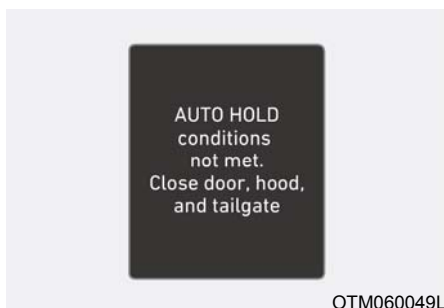 AUTO HOLD
conditions
not met.
Close door, hood,
and tailgate
OTM060049L